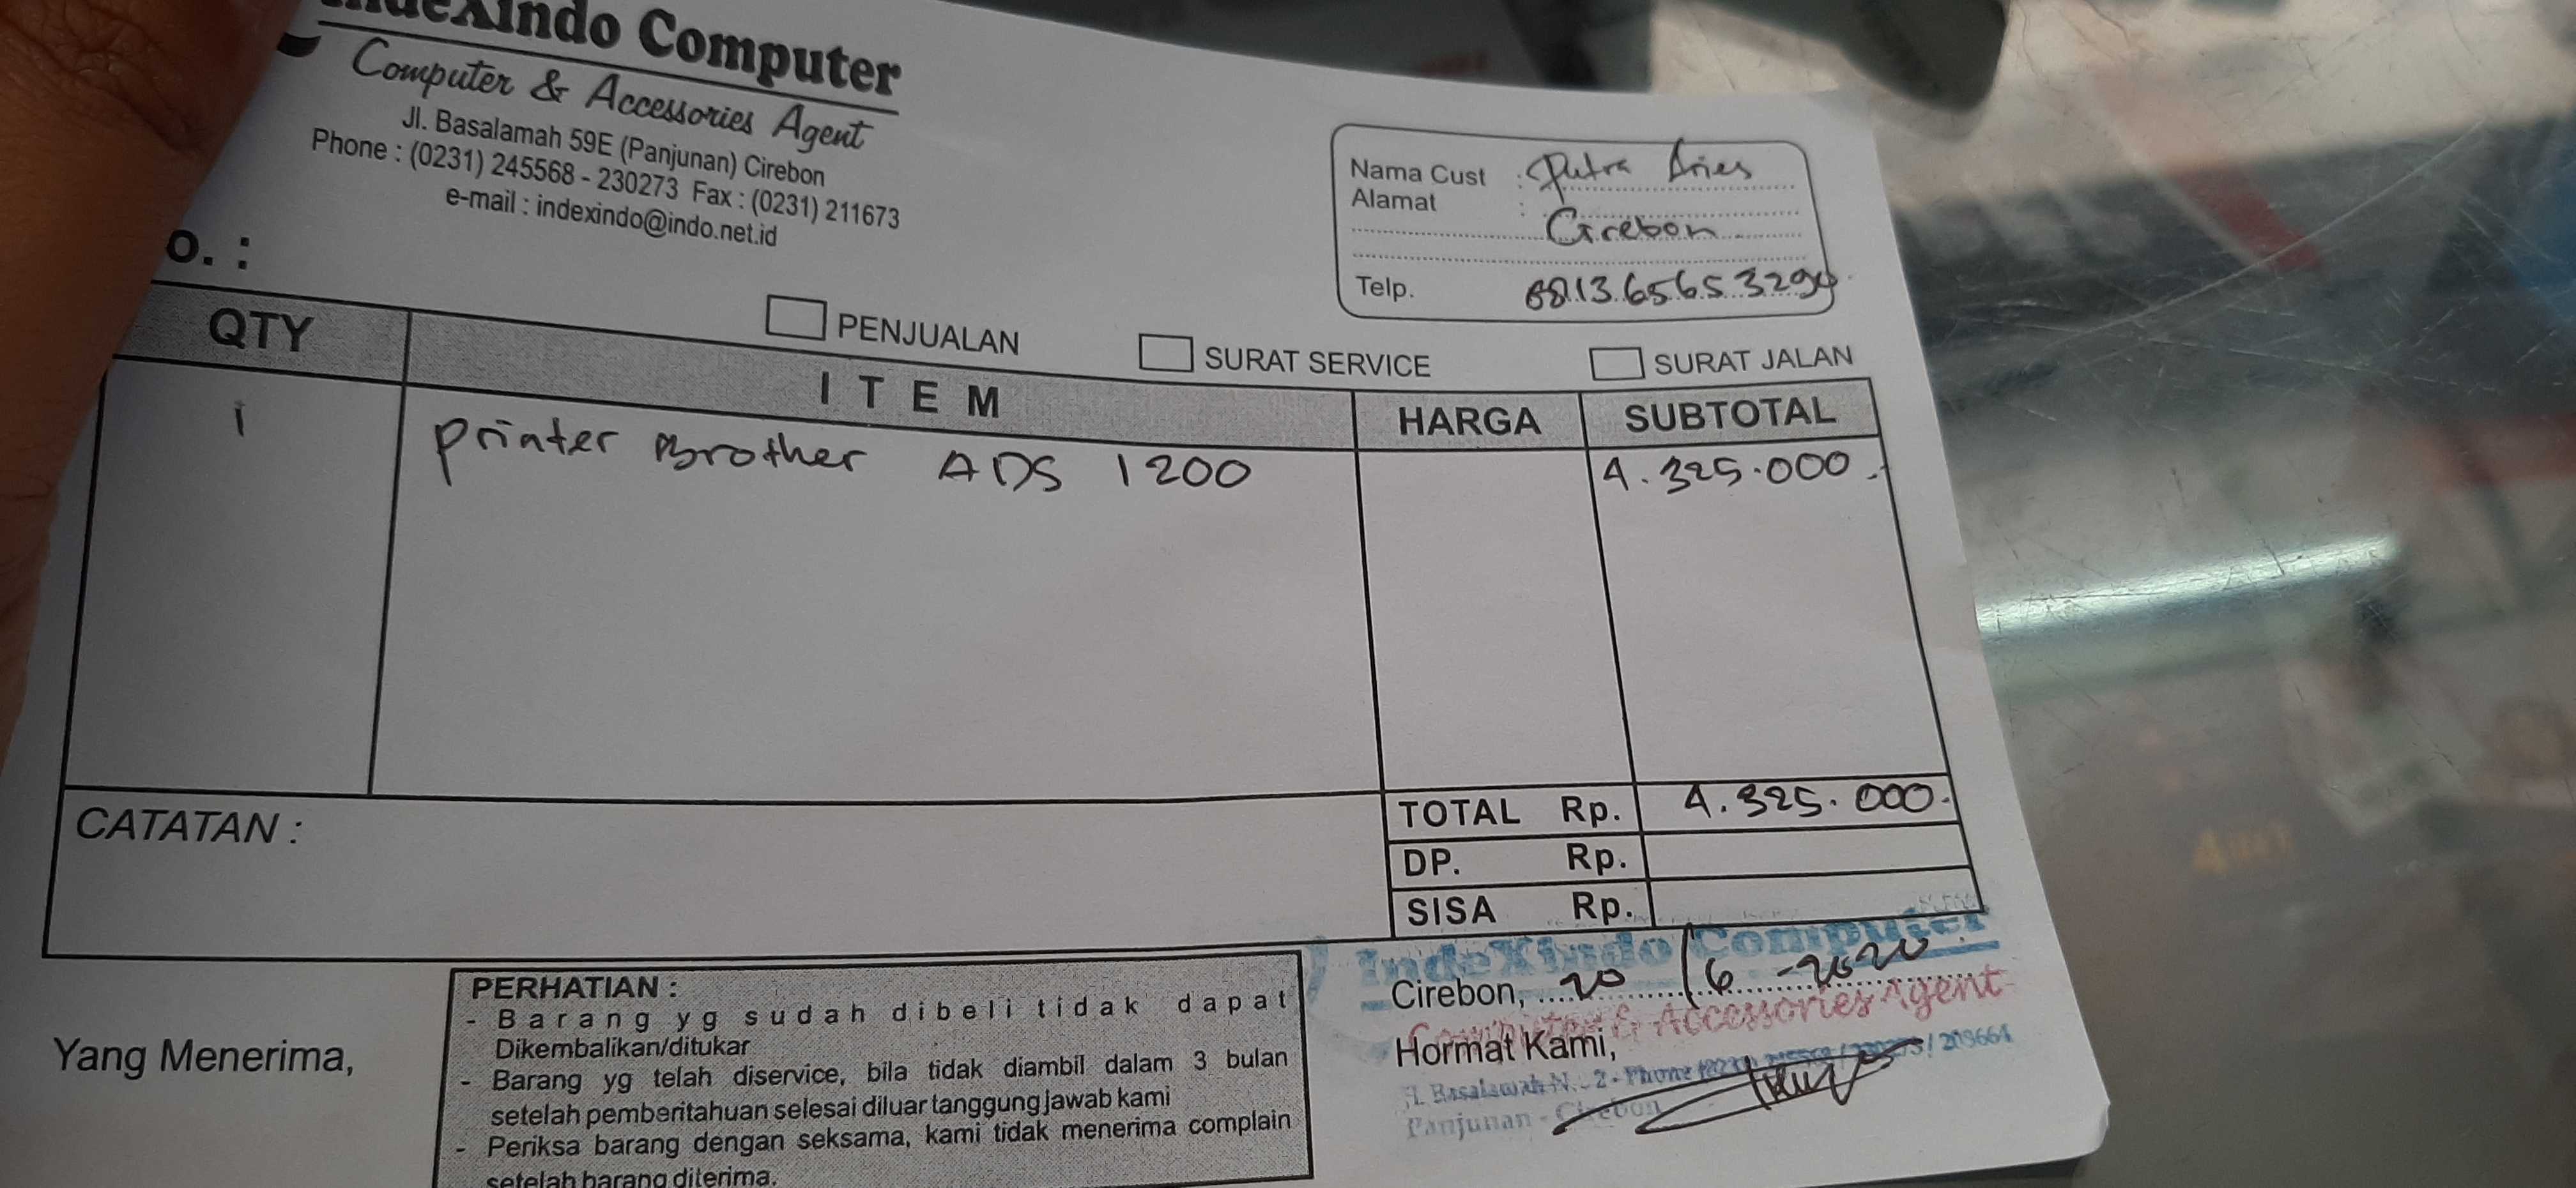 IndeXIndo Computer
Computer & Accessories Agent
Jl. Basalamah 59E (Panjunan) Cirebon
Phone : (0231) 245568 - 230273 Fax : (0231) 211673
e-mail : indexindo@indo.net.id
o. :
Nama Cust : Putra Aries
Alamat :
Cirebon
Telp. 081365653294
PENJUALAN SURAT SERVICE SURAT JALAN
QTY ITEM HARGA SUBTOTAL
1 Printer Brother ADS 1200 4.325.000.-
CATATAN :
TOTAL Rp. 4.325.000.
DP. Rp.
SISA Rp.
Yang Menerima,
PERHATIAN :
- Barang yg sudah dibeli tidak dapat
Dikembalikan/ditukar
- Barang yg telah diservice, bila tidak diambil dalam 3 bulan
setelah pemberitahuan selesai diluar tanggung jawab kami
- Periksa barang dengan seksama, kami tidak menerima complain
setelah barang diterima.
IndeXIndo Computer
Cirebon, 20/6-2020
Computer & Accessories Agent
Hormat Kami,
Panjunan - Cirebon